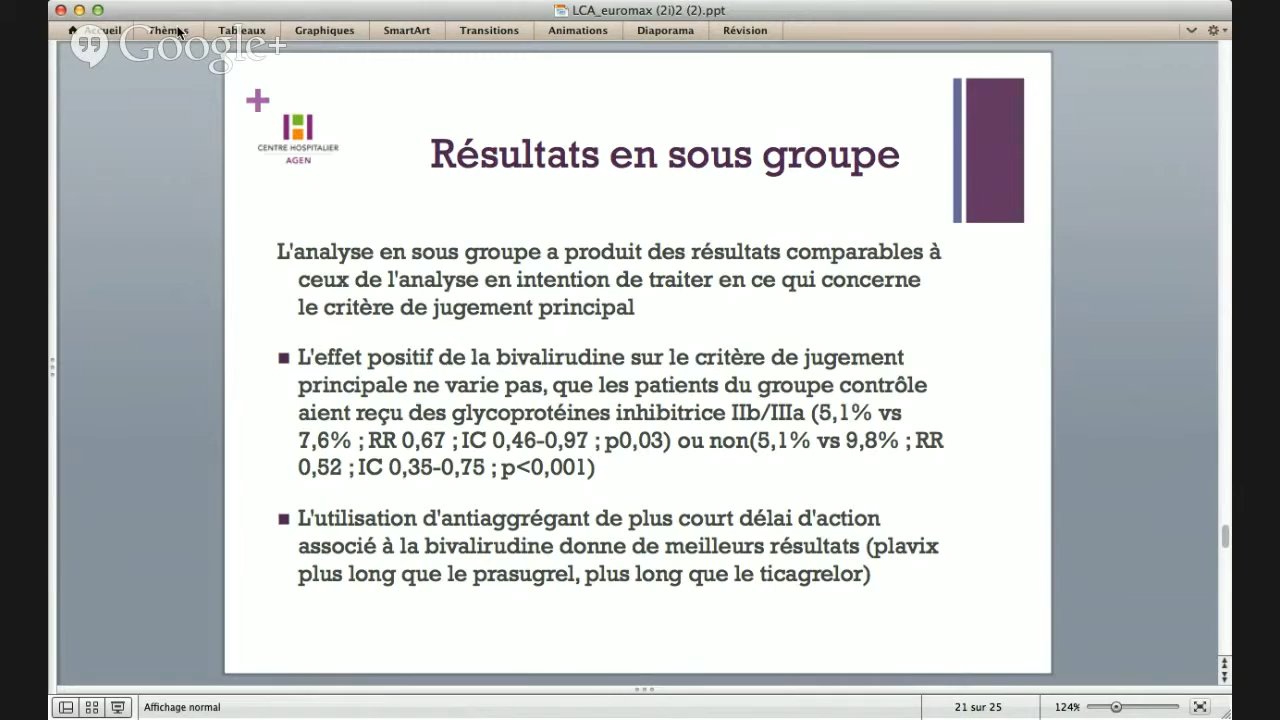 LCA_euromax (2i)2 (2).ppt
Accueil Thèmes Tableaux Graphiques SmartArt Transitions Animations Diaporama Révision
Google+
CENTRE HOSPITALIER
AGEN
Résultats en sous groupe
L'analyse en sous groupe a produit des résultats comparables à
ceux de l'analyse en intention de traiter en ce qui concerne
le critère de jugement principal
L'effet positif de la bivalirudine sur le critère de jugement
principale ne varie pas, que les patients du groupe contrôle
aient reçu des glycoprotéines inhibitrice IIb/IIIa (5,1% vs
7,6% ; RR 0,67 ; IC 0,46-0,97 ; p0,03) ou non(5,1% vs 9,8% ; RR
0,52 ; IC 0,35-0,75 ; p<0,001)
L'utilisation d'antiaggrégant de plus court délai d'action
associé à la bivalirudine donne de meilleurs résultats (plavix
plus long que le prasugrel, plus long que le ticagrelor)
Affichage normal
21 sur 25
124%